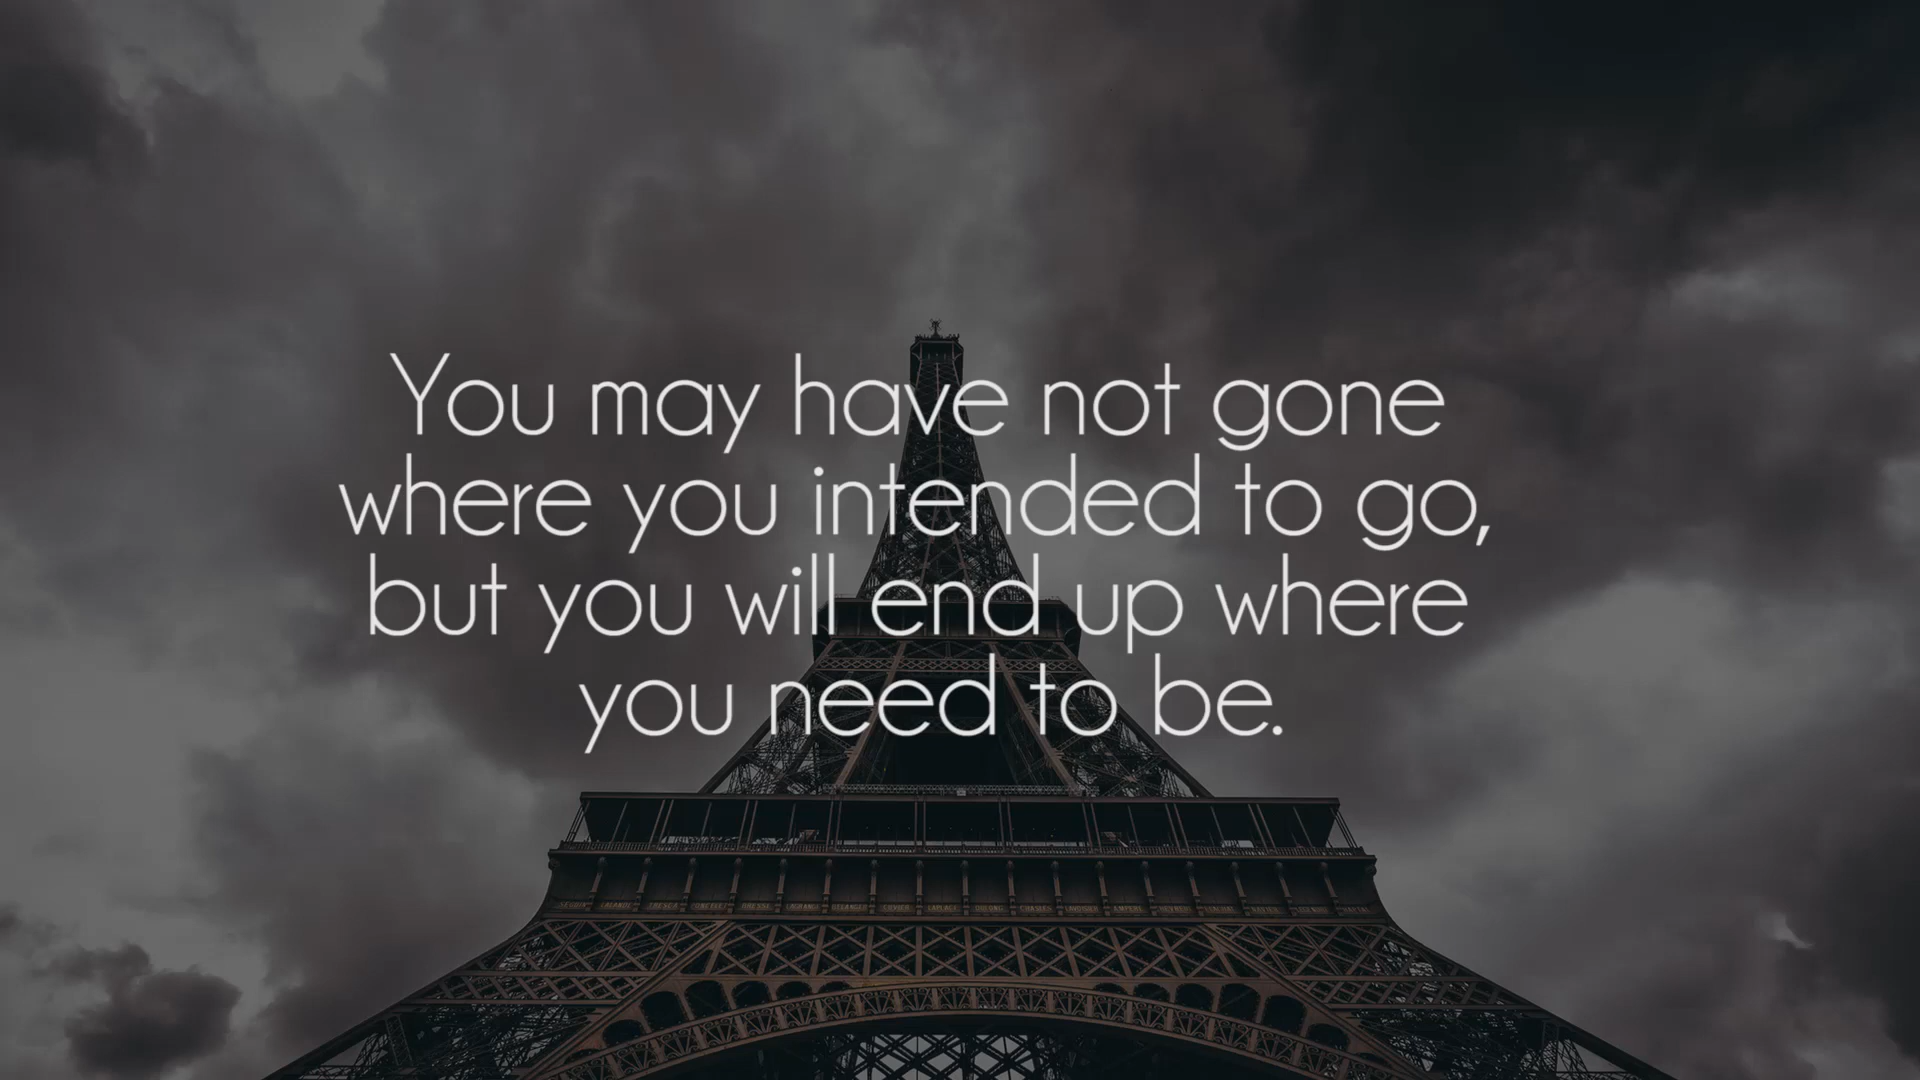 You may have not gone
where you intended to go,
but you will end up where
you need to be.